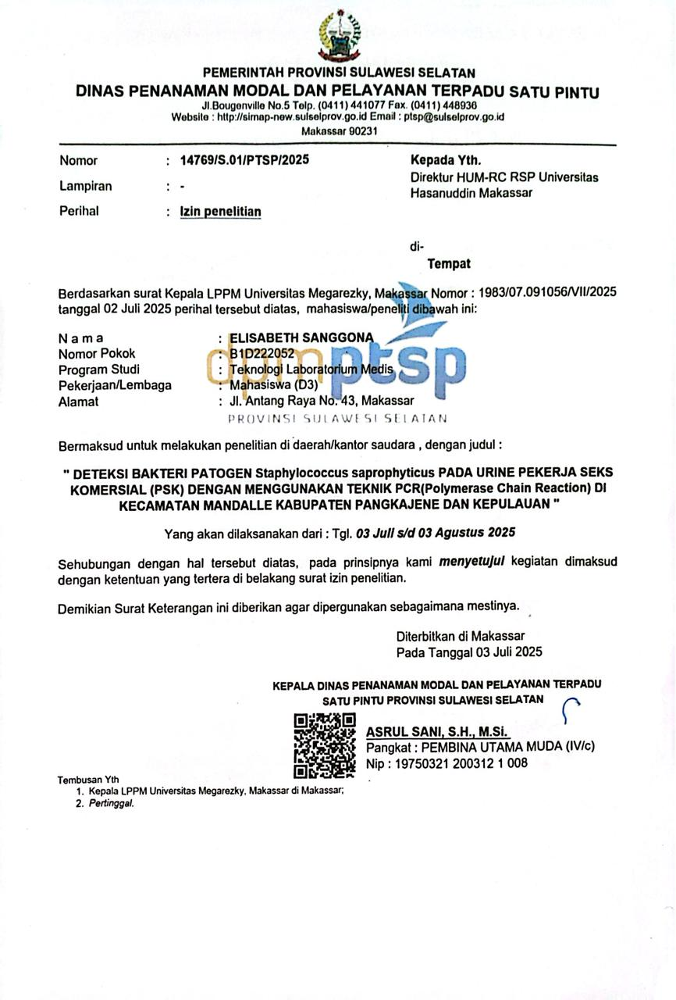 PEMERINTAH PROVINSI SULAWESI SELATAN
DINAS PENANAMAN MODAL DAN PELAYANAN TERPADU SATU PINTU
Jl.Bougenville No.5 Telp. (0411) 441077 Fax. (0411) 448936
Website : http://simap-new.sulselprov.go.id Email : ptsp@sulselprov.go.id
Makassar 90231
Nomor : 14769/S.01/PTSP/2025
Lampiran : -
Perihal : Izin penelitian
Kepada Yth.
Direktur HUM-RC RSP Universitas
Hasanuddin Makassar
di-
Tempat
Berdasarkan surat Kepala LPPM Universitas Megarezky, Makassar Nomor : 1983/07.091056/VII/2025
tanggal 02 Juli 2025 perihal tersebut diatas, mahasiswa/peneliti dibawah ini:
N a m a : ELISABETH SANGGONA
Nomor Pokok : B1D222052
Program Studi : Teknologi Laboratorium Medis
Pekerjaan/Lembaga : Mahasiswa (D3)
Alamat : Jl. Antang Raya No. 43, Makassar
dpmptsp
PROVINSI SULAWESI SELATAN
Bermaksud untuk melakukan penelitian di daerah/kantor saudara , dengan judul :
" DETEKSI BAKTERI PATOGEN Staphylococcus saprophyticus PADA URINE PEKERJA SEKS
KOMERSIAL (PSK) DENGAN MENGGUNAKAN TEKNIK PCR(Polymerase Chain Reaction) DI
KECAMATAN MANDALLE KABUPATEN PANGKAJENE DAN KEPULAUAN "
Yang akan dilaksanakan dari : Tgl. 03 Juli s/d 03 Agustus 2025
Sehubungan dengan hal tersebut diatas, pada prinsipnya kami menyetujui kegiatan dimaksud
dengan ketentuan yang tertera di belakang surat izin penelitian.
Demikian Surat Keterangan ini diberikan agar dipergunakan sebagaimana mestinya.
Diterbitkan di Makassar
Pada Tanggal 03 Juli 2025
KEPALA DINAS PENANAMAN MODAL DAN PELAYANAN TERPADU
SATU PINTU PROVINSI SULAWESI SELATAN
ASRUL SANI, S.H., M.Si.
Pangkat : PEMBINA UTAMA MUDA (IV/c)
Nip : 19750321 200312 1 008
Tembusan Yth
1. Kepala LPPM Universitas Megarezky, Makassar di Makassar;
2. Pertinggal.